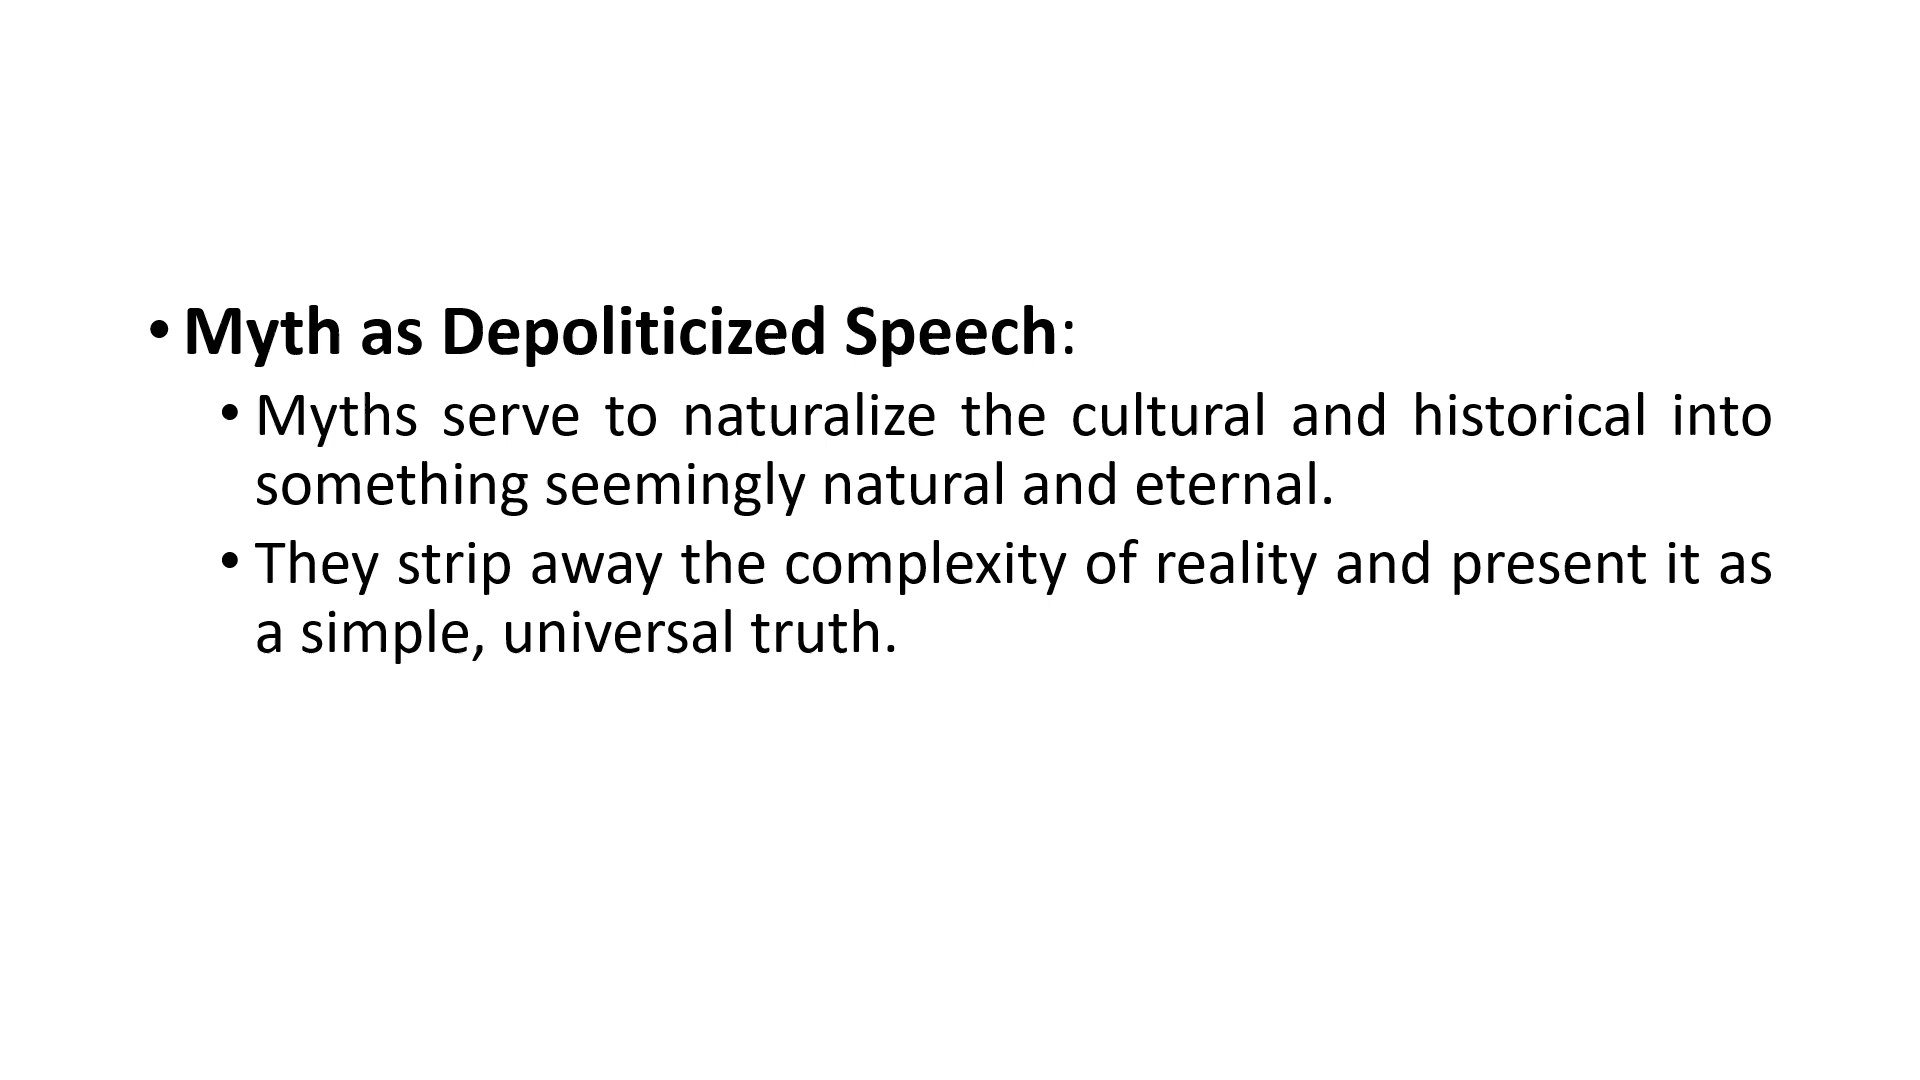 • Myth as Depoliticized Speech:
• Myths serve to naturalize the cultural and historical into
something seemingly natural and eternal.
• They strip away the complexity of reality and present it as
a simple, universal truth.